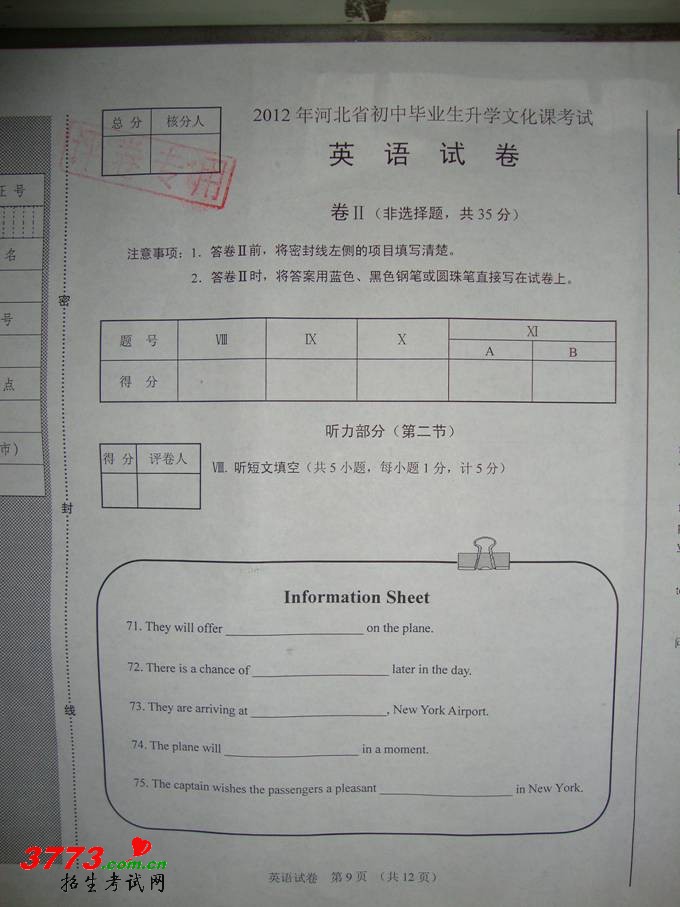 2012年河北省初中毕业生升学文化课考试
总 分 核分人
英 语 试 卷
卷Ⅱ(非选择题，共35分)
注意事项：1．答卷Ⅱ前，将密封线左侧的项目填写清楚。
2．答卷Ⅱ时，将答案用蓝色、黑色钢笔或圆珠笔直接写在试卷上。
题 号 Ⅷ Ⅸ Ⅹ Ⅺ
A B
得 分
听力部分（第二节）
得 分 评卷人
Ⅷ. 听短文填空（共5小题，每小题1分，计5分）
Information Sheet
71. They will offer ____________ on the plane.
72. There is a chance of ____________ later in the day.
73. They are arriving at ____________, New York Airport.
74. The plane will ____________ in a moment.
75. The captain wishes the passengers a pleasant ____________ in New York.
英语试卷 第9页 （共12页）
证 号
名
号
点
市）
密
封
线
专用
3773.com.cn
招生考试网